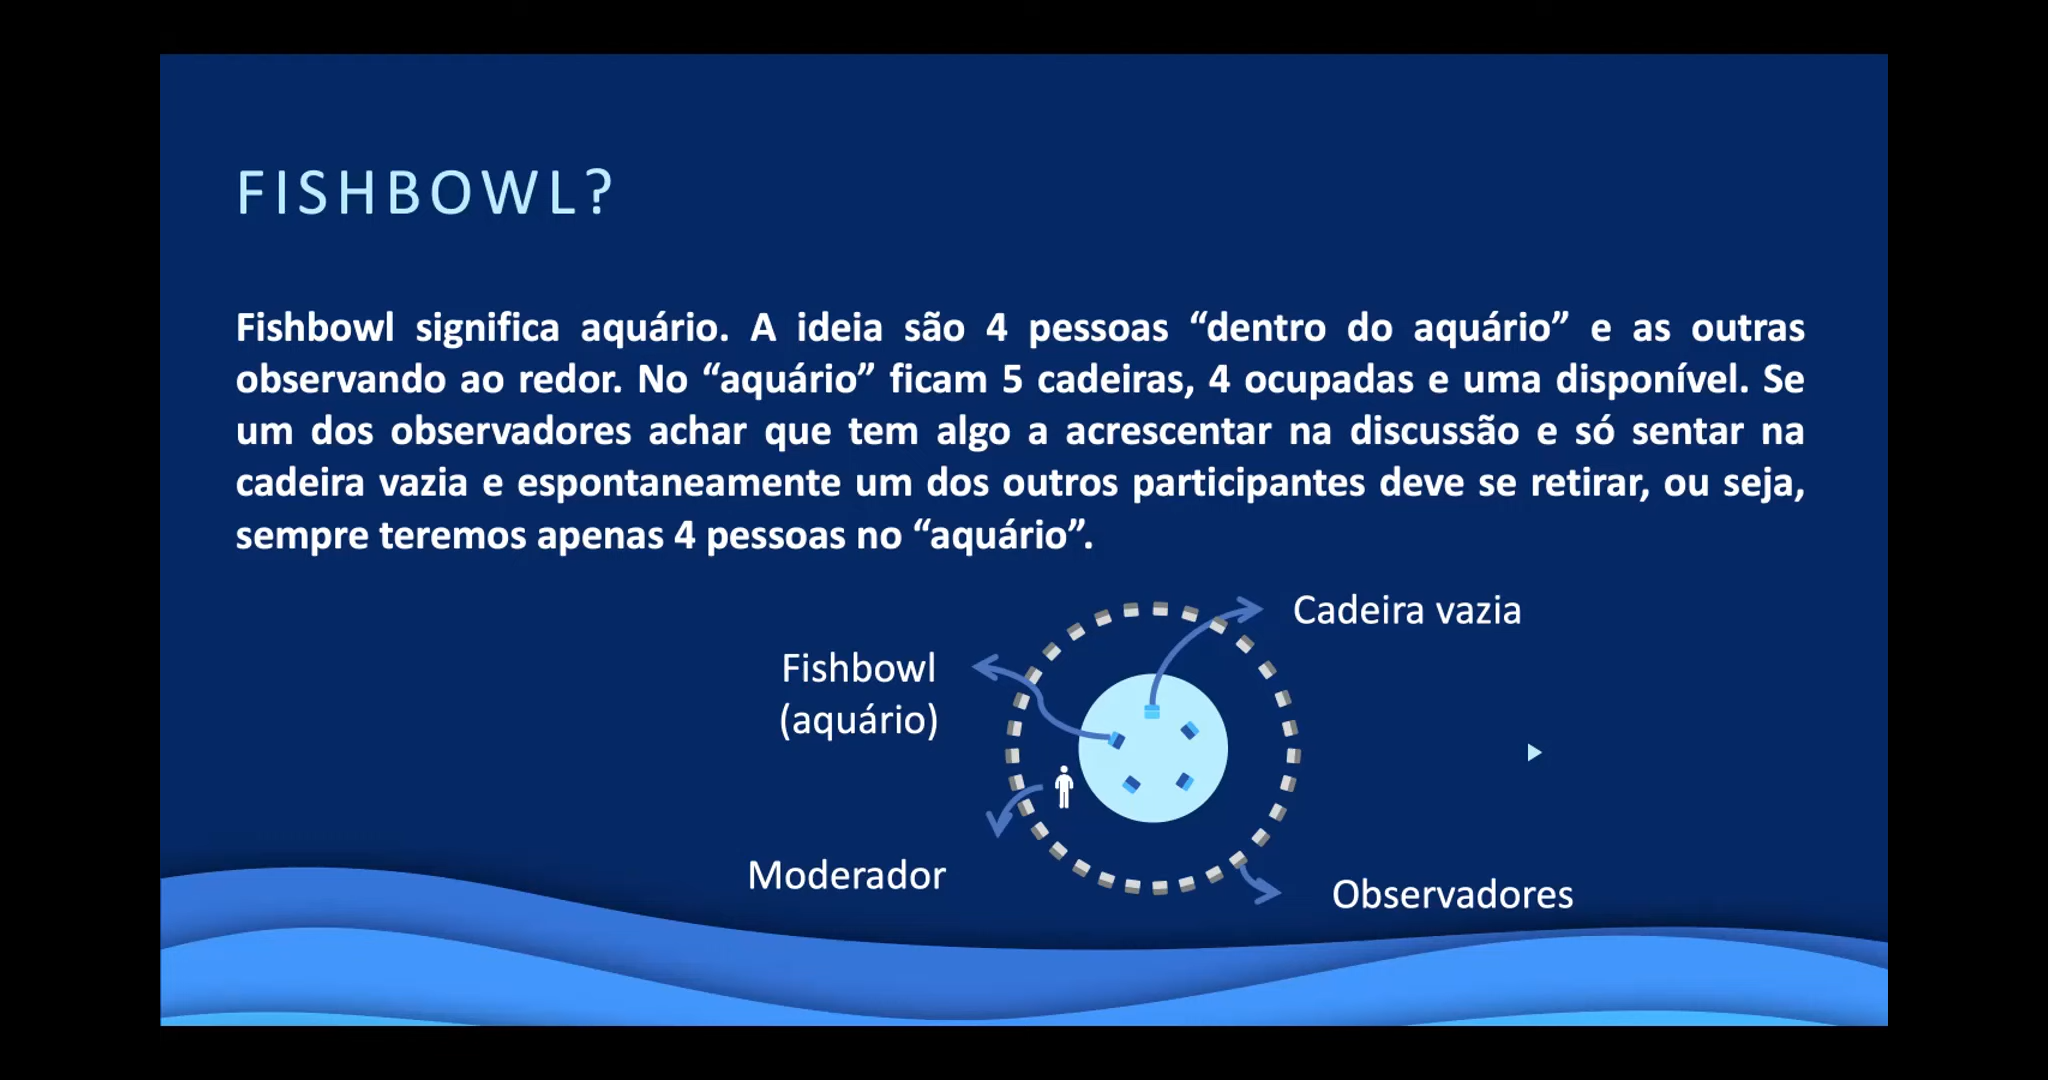 FISHBOWL?
Fishbowl significa aquário. A ideia são 4 pessoas “dentro do aquário” e as outras
observando ao redor. No “aquário” ficam 5 cadeiras, 4 ocupadas e uma disponível. Se
um dos observadores achar que tem algo a acrescentar na discussão e só sentar na
cadeira vazia e espontaneamente um dos outros participantes deve se retirar, ou seja,
sempre teremos apenas 4 pessoas no “aquário”.
Cadeira vazia
Fishbowl
(aquário)
Moderador
Observadores